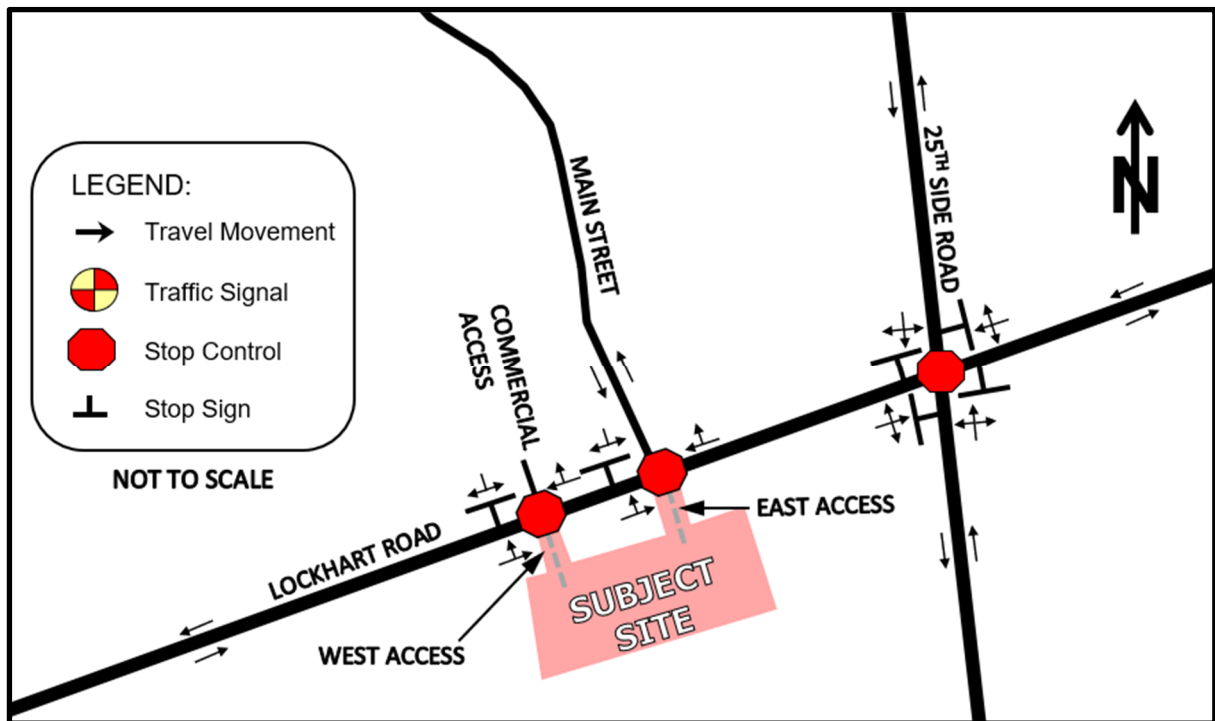 LEGEND:
Travel Movement
Traffic Signal
Stop Control
Stop Sign
NOT TO SCALE
MAIN STREET
25TH SIDE ROAD
N
COMMERCIAL
ACCESS
EAST ACCESS
LOCKHART ROAD
SUBJECT
SITE
WEST ACCESS